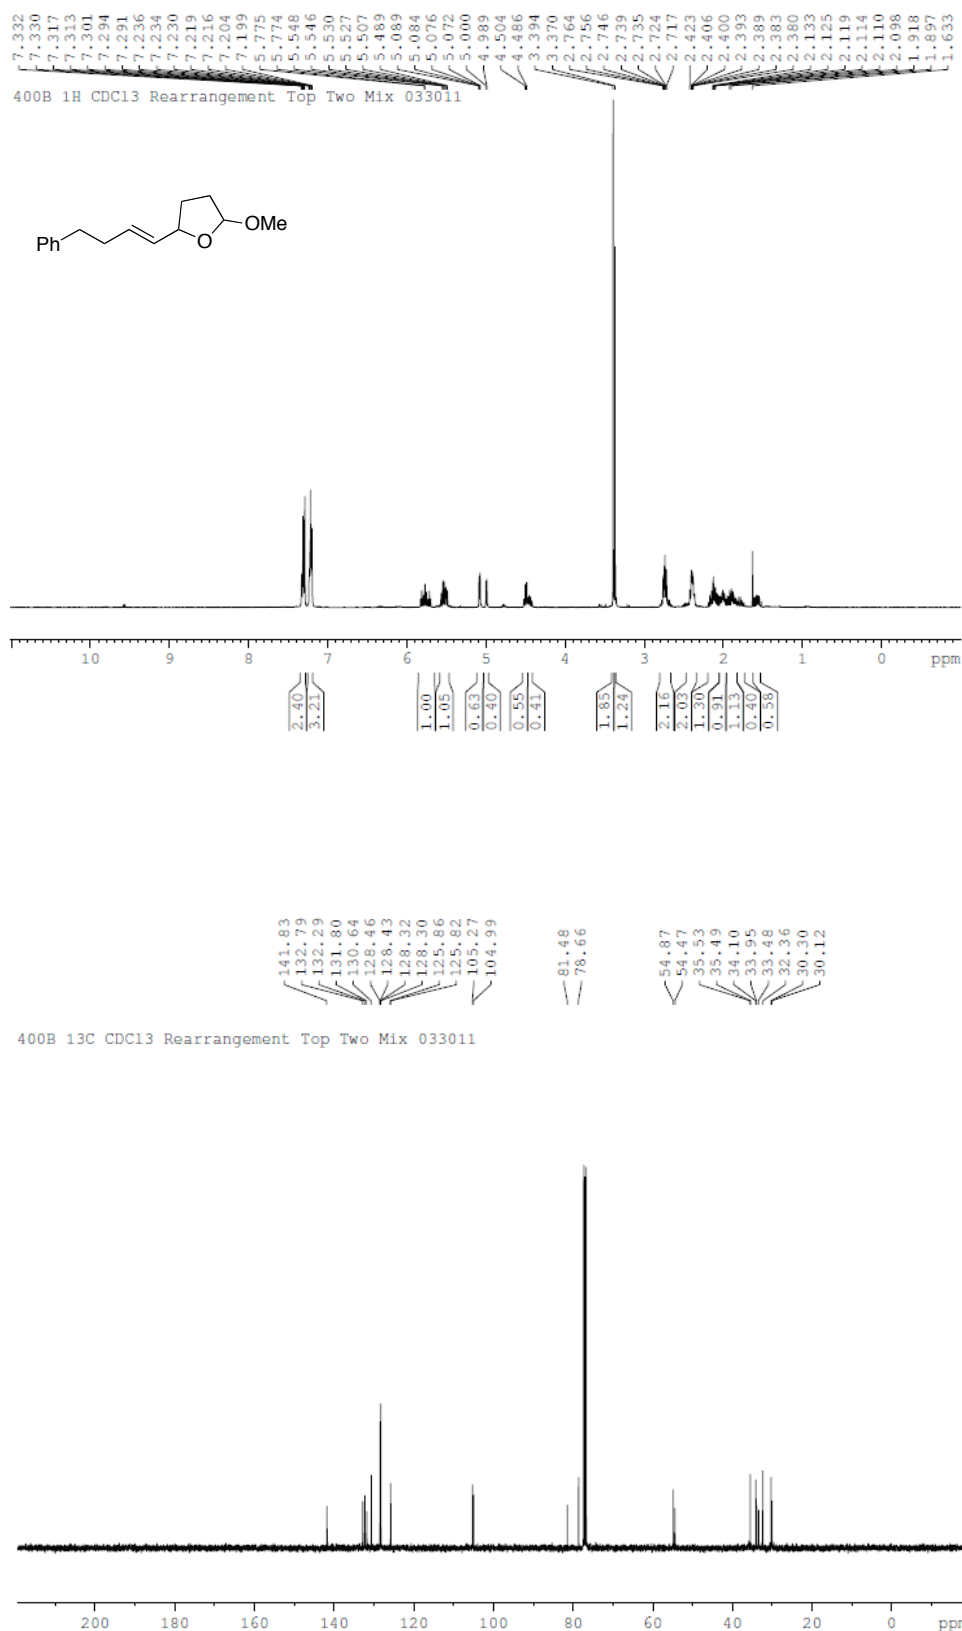 7.332 7.330 7.317 7.313 7.301 7.294 7.291 7.236 7.234 7.230 7.219 7.216 7.204 7.199 5.775 5.774 5.548 5.546 5.530 5.527 5.507 5.489 5.089 5.084 5.076 5.072 5.000 4.989 4.504 4.486 3.394 3.370 2.764 2.756 2.746 2.739 2.735 2.724 2.717 2.423 2.406 2.400 2.393 2.389 2.383 2.380 2.133 2.125 2.119 2.114 2.110 2.098 1.918 1.897 1.633
400B 1H CDCl3 Rearrangement Top Two Mix 033011
Ph O OMe
10 9 8 7 6 5 4 3 2 1 0 ppm
2.40 3.21 1.00 1.05 0.63 0.40 0.55 0.41 1.85 1.24 2.16 2.03 1.30 0.91 1.13 0.40 0.58
141.83 132.79 132.29 131.80 130.64 128.46 128.43 128.32 128.30 125.86 125.82 105.27 104.99 81.48 78.66 54.87 54.47 35.53 35.49 34.10 33.95 33.48 32.36 30.30 30.12
400B 13C CDCl3 Rearrangement Top Two Mix 033011
200 180 160 140 120 100 80 60 40 20 0 ppm